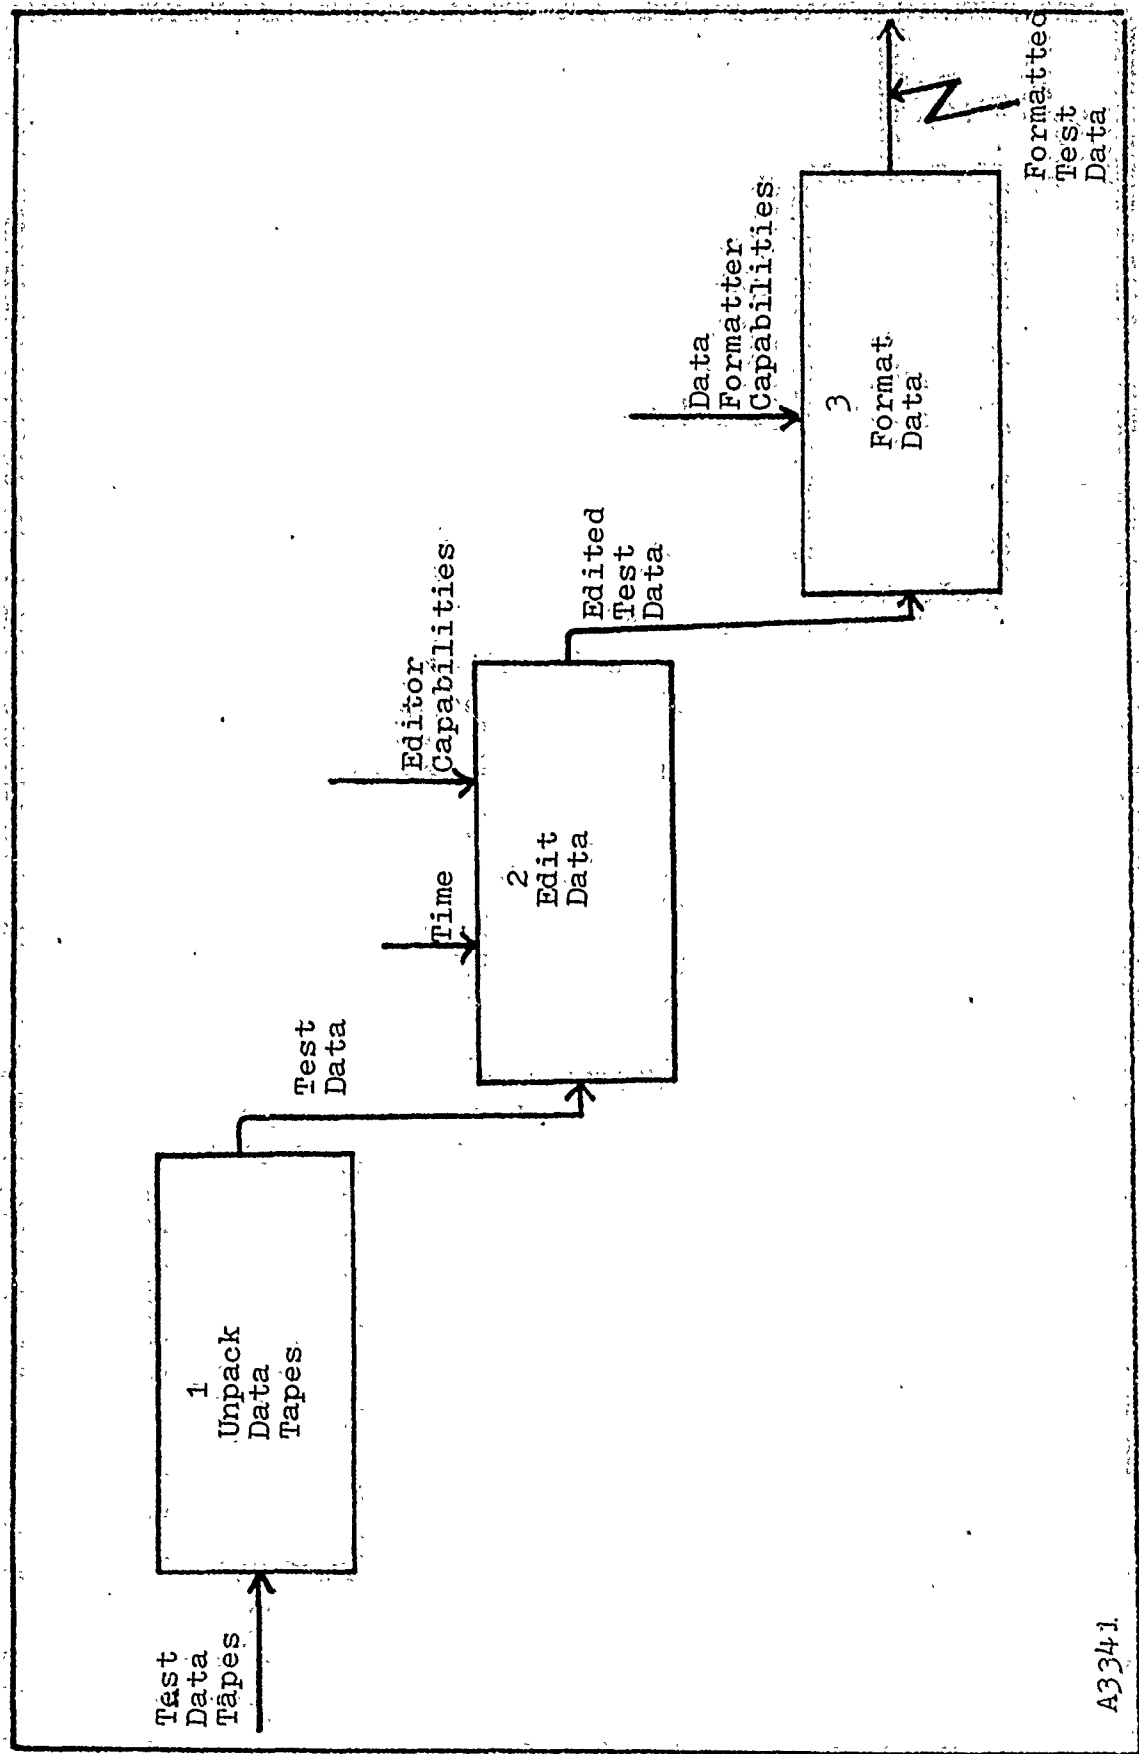 Test
Data
Tapes
1
Unpack
Data
Tapes
Test
Data
Time
Editor
Capabilities
2
Edit
Data
Edited
Test
Data
Data
Formatter
Capabilities
3
Format
Data
Formatted
Test
Data
A3341